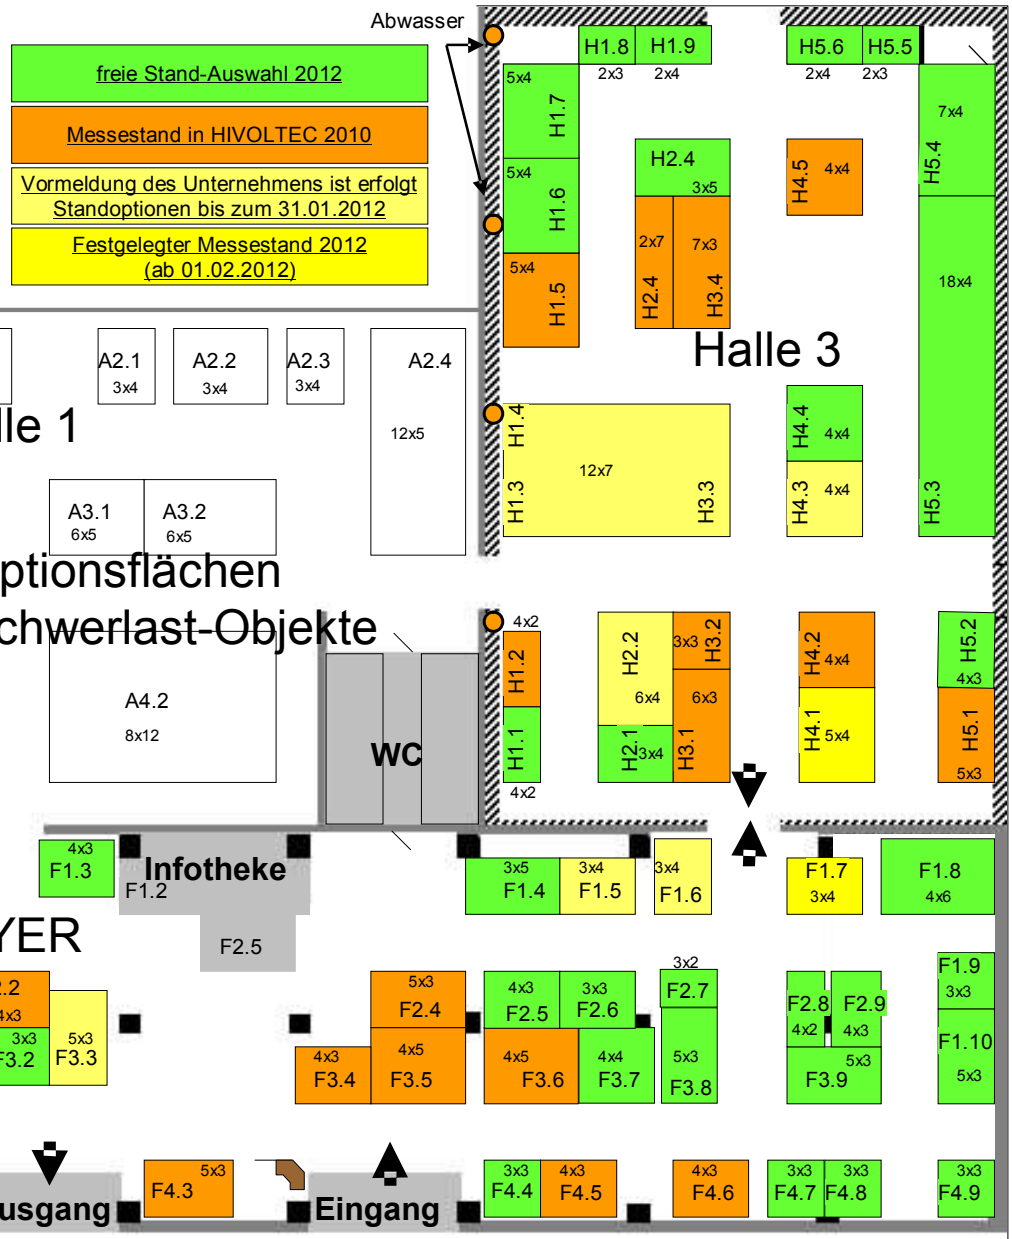 Abwasser
freie Stand-Auswahl 2012
Messestand in HIVOLTEC 2010
Vormeldung des Unternehmens ist erfolgt
Standoptionen bis zum 31.01.2012
Festgelegter Messestand 2012
(ab 01.02.2012)
H1.8
H1.9
2x3
2x4
H5.6
H5.5
2x4
2x3
5x4
H1.7
5x4
H1.6
5x4
H1.5
H2.4
3x5
2x7
H2.4
7x3
H3.4
H4.5
4x4
7x4
H5.4
18x4
H5.3
Halle 3
A2.1
3x4
A2.2
3x4
A2.3
3x4
A2.4
12x5
lle 1
A3.1
6x5
A3.2
6x5
H1.4
H1.3
12x7
H3.3
H4.4
4x4
H4.3
4x4
ptionsflächen
chwerlast-Objekte
A4.2
8x12
WC
4x2
H1.2
H1.1
4x2
H2.2
6x4
H2.1
3x4
3x3
H3.2
6x3
H3.1
H4.2
4x4
H4.1
5x4
H5.2
4x3
H5.1
5x3
4x3
F1.3
F1.2
Infotheke
F2.5
3x5
F1.4
3x4
F1.5
3x4
F1.6
F1.7
3x4
F1.8
4x6
YER
2.2
4x3
3x3
F3.2
5x3
F3.3
5x3
F2.4
4x3
F3.4
4x5
F3.5
4x3
F2.5
3x3
F2.6
3x2
F2.7
4x5
F3.6
4x4
F3.7
5x3
F3.8
F2.8
4x2
F2.9
4x3
5x3
F3.9
F1.9
3x3
F1.10
5x3
usgang
5x3
F4.3
Eingang
3x3
F4.4
4x3
F4.5
4x3
F4.6
3x3
F4.7
3x3
F4.8
3x3
F4.9